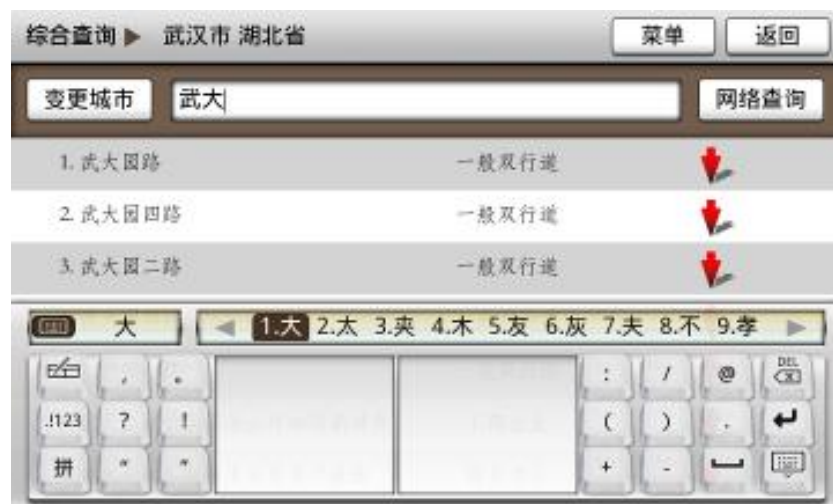 综合查询 ▶ 武汉市 湖北省 菜单 返回
变更城市 武大 网络查询
1. 武大园路 一般双行道
2. 武大园四路 一般双行道
3. 武大园二路 一般双行道
大 1.大 2.太 3.夹 4.木 5.友 6.灰 7.夫 8.不 9.孝
, 。 : / @ DEL
.!123 ? ! ( ) .
拼 “ ” + -